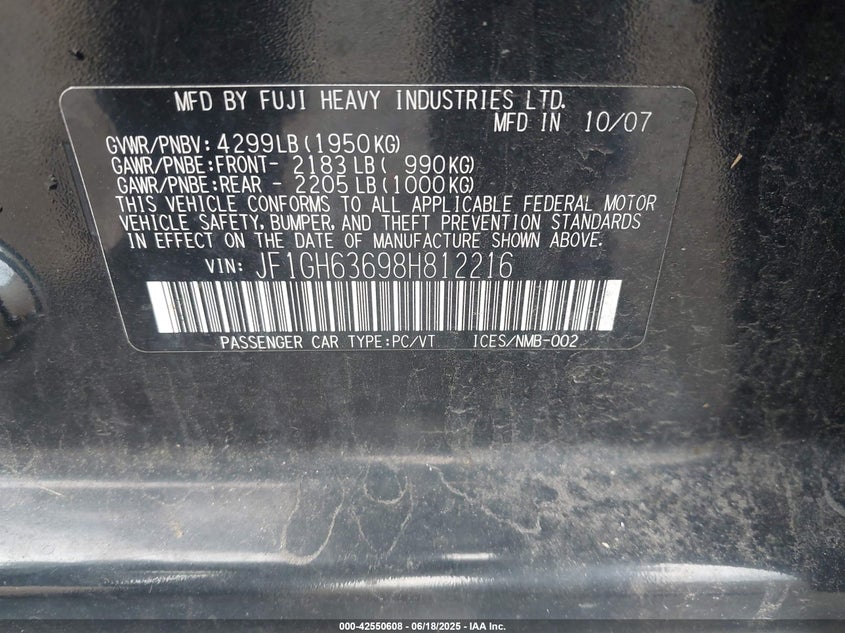 MFD BY FUJI HEAVY INDUSTRIES LTD.
MFD IN 10/07
GVWR/PNBV: 4299LB(1950KG)
GAWR/PNBE:FRONT- 2183LB( 990KG)
GAWR/PNBE:REAR - 2205LB(1000KG)
THIS VEHICLE CONFORMS TO ALL APPLICABLE FEDERAL MOTOR
VEHICLE SAFETY, BUMPER, AND THEFT PREVENTION STANDARDS
IN EFFECT ON THE DATE OF MANUFACTURE SHOWN ABOVE.
VIN: JF1GH63698H812216
PASSENGER CAR TYPE:PC/VT ICES/NMB-002
000-42550608 - 06/18/2025 - IAA Inc.